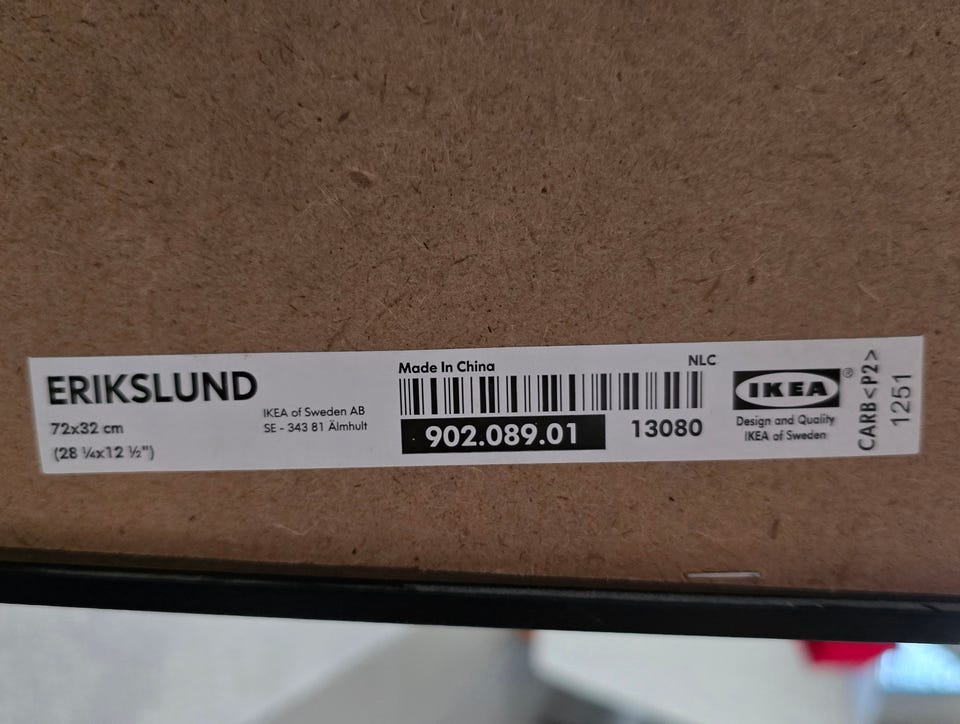 ERIKSLUND
72x32 cm
(28 ¼x12 ½")
IKEA of Sweden AB
SE - 343 81 Älmhult
Made In China
NLC
902.089.01
13080
IKEA®
Design and Quality
IKEA of Sweden
CARB<P2>
1251